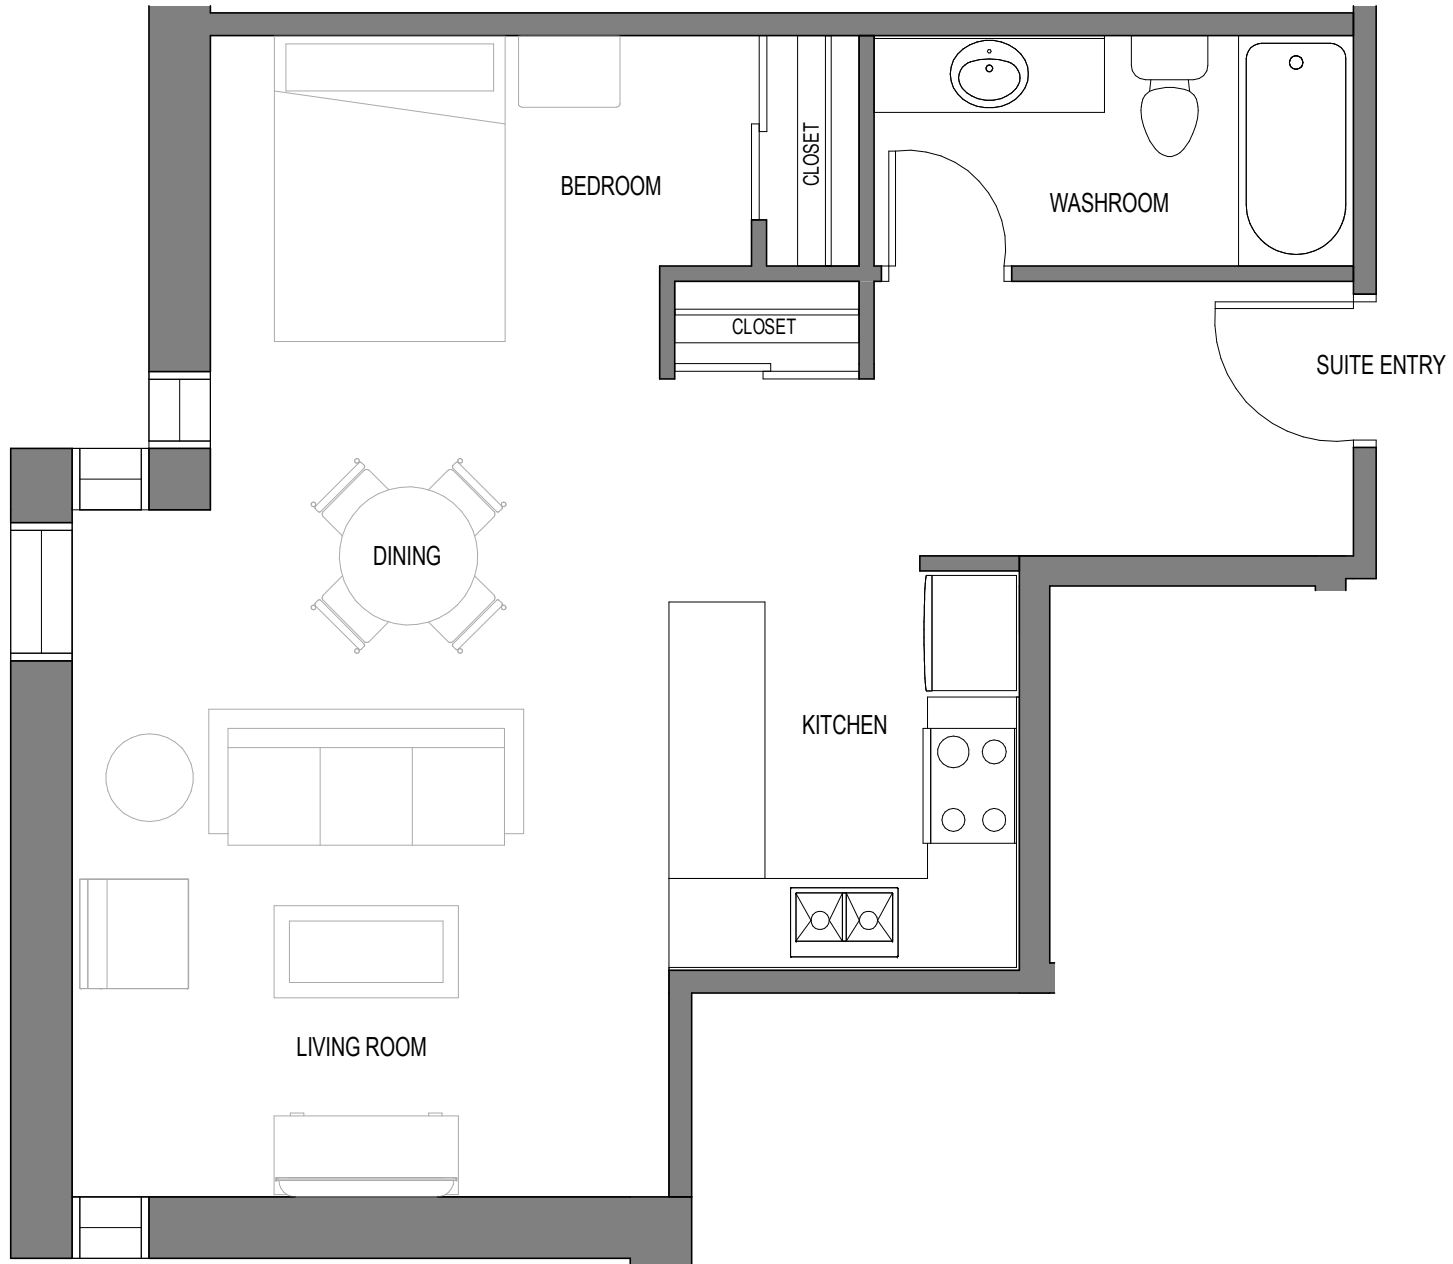 CLOSET
BEDROOM
WASHROOM
CLOSET
SUITE ENTRY
DINING
KITCHEN
LIVING ROOM